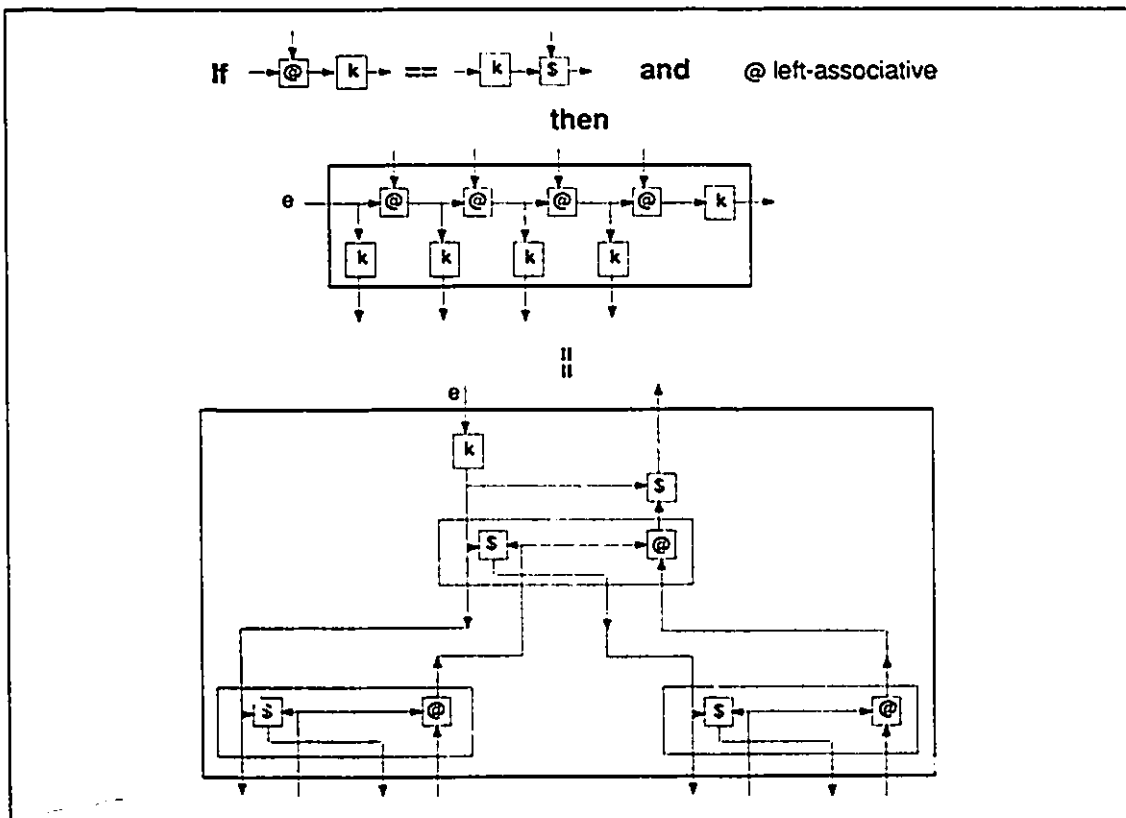 If @ k == k $ and @ left-associative
then
e @ @ @ @ k
k k k k
=
e
k
$
$ @
$ @ $ @